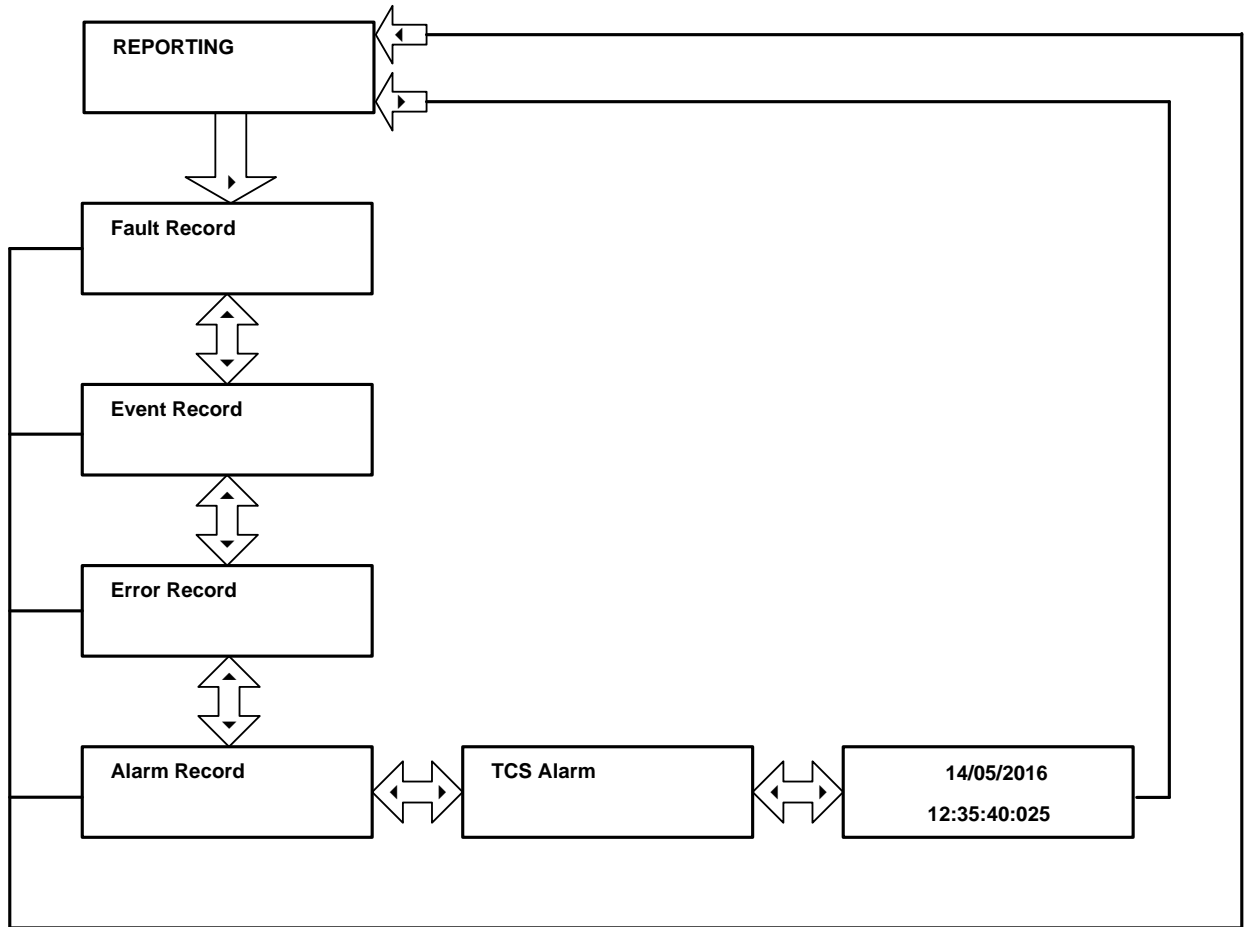 REPORTING
Fault Record
Event Record
Error Record
Alarm Record
TCS Alarm
14/05/2016
12:35:40:025